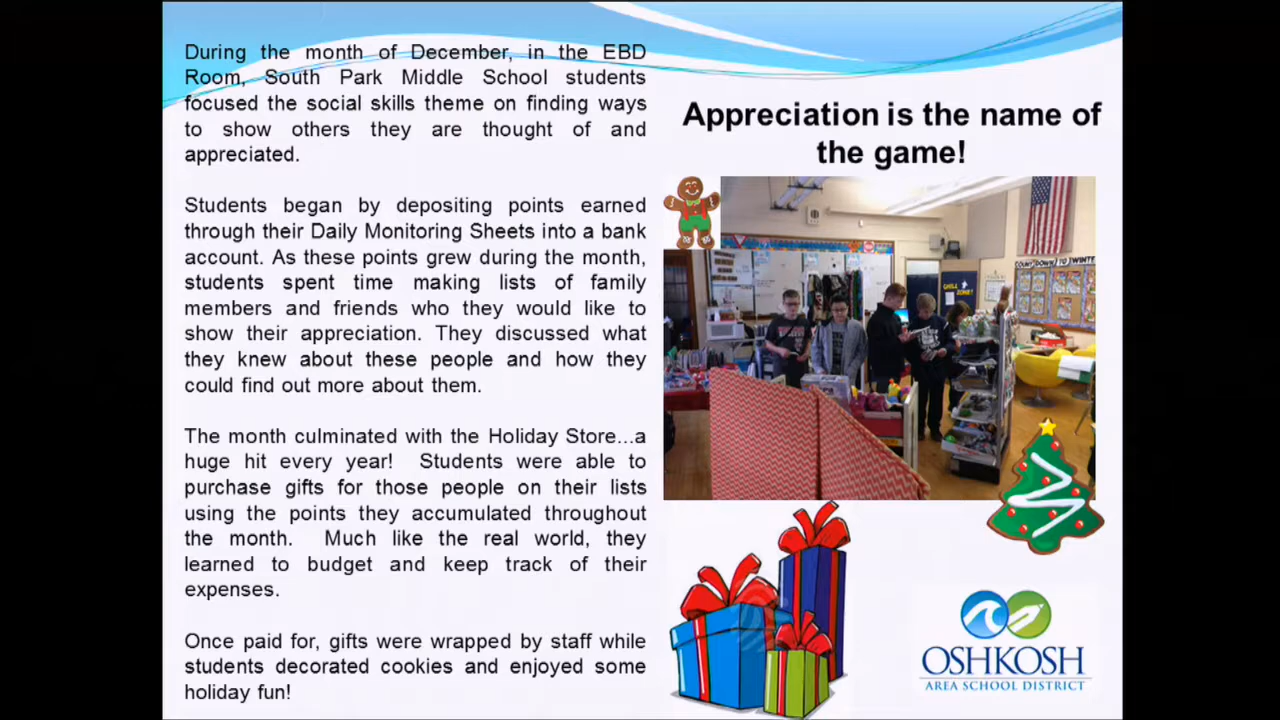 During the month of December, in the EBD
Room, South Park Middle School students
focused the social skills theme on finding ways
to show others they are thought of and
appreciated.
Students began by depositing points earned
through their Daily Monitoring Sheets into a bank
account. As these points grew during the month,
students spent time making lists of family
members and friends who they would like to
show their appreciation. They discussed what
they knew about these people and how they
could find out more about them.
The month culminated with the Holiday Store...a
huge hit every year! Students were able to
purchase gifts for those people on their lists
using the points they accumulated throughout
the month. Much like the real world, they
learned to budget and keep track of their
expenses.
Once paid for, gifts were wrapped by staff while
students decorated cookies and enjoyed some
holiday fun!
Appreciation is the name of
the game!
COUNT DOWN TO WINTER
CHILL
ZONE!
OSHKOSH
AREA SCHOOL DISTRICT